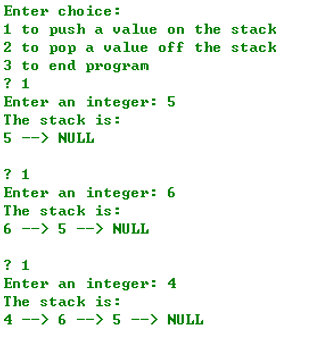 Enter choice:
1 to push a value on the stack
2 to pop a value off the stack
3 to end program
? 1
Enter an integer: 5
The stack is:
5 --> NULL
? 1
Enter an integer: 6
The stack is:
6 --> 5 --> NULL
? 1
Enter an integer: 4
The stack is:
4 --> 6 --> 5 --> NULL